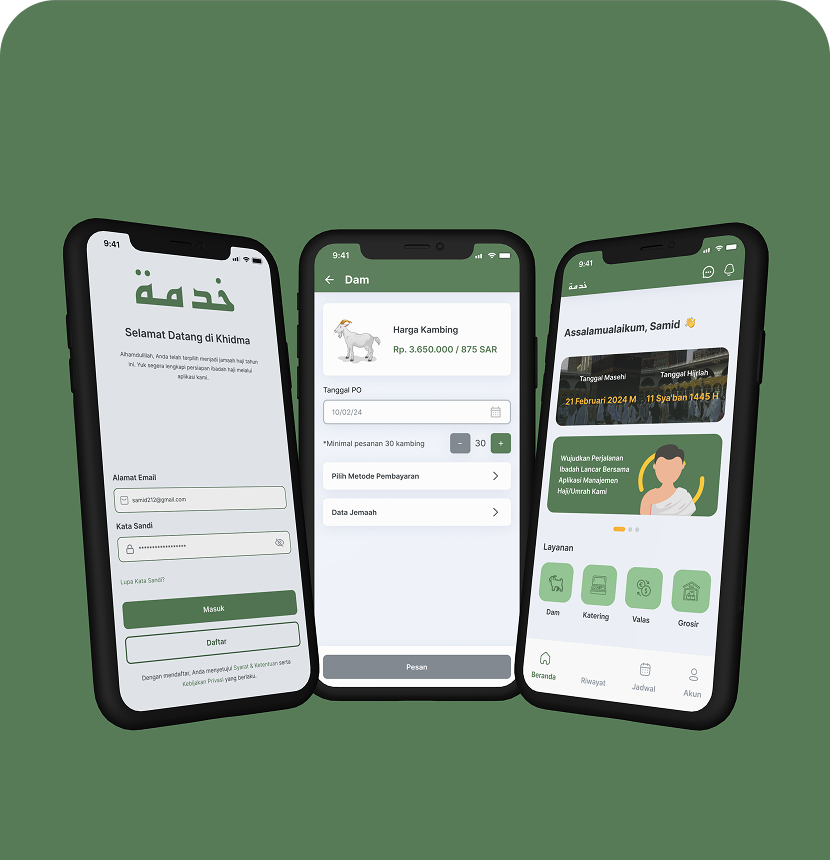 9:41
خدمة
Selamat Datang di Khidma
Alhamdulillah, Anda telah terpilih menjadi jamaah haji tahun
ini. Yuk segera lengkapi persiapan ibadah haji melalui
aplikasi kami.
Alamat Email
samid212@gmail.com
Kata Sandi
******************
Lupa Kata Sandi?
Masuk
Daftar
Dengan mendaftar, Anda menyetujui Syarat & Ketentuan serta
Kebijakan Privasi yang berlaku.
9:41
Dam
Harga Kambing
Rp. 3.650.000 / 875 SAR
Tanggal PO
10/02/24
*Minimal pesanan 30 kambing
- 30 +
Pilih Metode Pembayaran
Data Jemaah
Pesan
9:41
خدمة
Assalamualaikum, Samid 👋
Tanggal Masehi
Tanggal Hijriah
21 Februari 2024 M
11 Sya'ban 1445 H
Wujudkan Perjalanan
Ibadah Lancar Bersama
Aplikasi Manajemen
Haji/Umrah Kami
Layanan
Dam
Katering
Valas
Grosir
Beranda
Riwayat
Jadwal
Akun